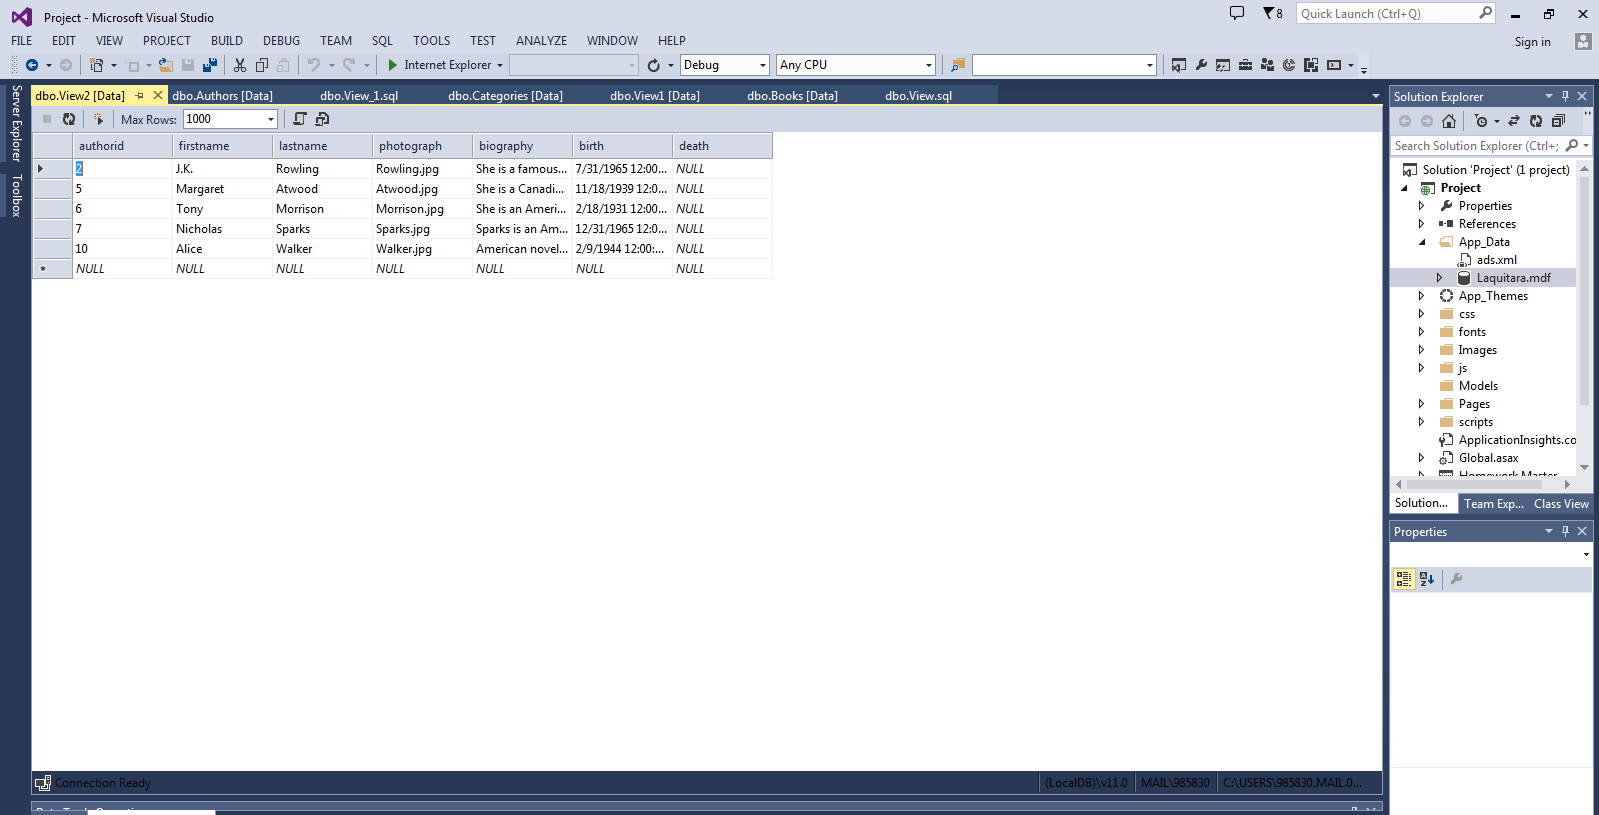 Project - Microsoft Visual Studio
8
Quick Launch (Ctrl+Q)
FILE EDIT VIEW PROJECT BUILD DEBUG TEAM SQL TOOLS TEST ANALYZE WINDOW HELP
Sign in
Internet Explorer
Debug
Any CPU
Server Explorer
Toolbox
dbo.View2 [Data] dbo.Authors [Data] dbo.View_1.sql dbo.Categories [Data] dbo.View1 [Data] dbo.Books [Data] dbo.View.sql
Max Rows: 1000
authorid firstname lastname photograph biography birth death
2 J.K. Rowling Rowling.jpg She is a famous... 7/31/1965 12:00... NULL
5 Margaret Atwood Atwood.jpg She is a Canadi... 11/18/1939 12:0... NULL
6 Tony Morrison Morrison.jpg She is an Ameri... 2/18/1931 12:00... NULL
7 Nicholas Sparks Sparks.jpg Sparks is an Am... 12/31/1965 12:0... NULL
10 Alice Walker Walker.jpg American novel... 2/9/1944 12:00:... NULL
NULL NULL NULL NULL NULL NULL NULL
Connection Ready
(LocalDB)\v11.0 MAIL\985830 C:\USERS\985830.MAIL.0...
Solution Explorer
Search Solution Explorer (Ctrl+;
Solution 'Project' (1 project)
Project
Properties
References
App_Data
ads.xml
Laquitara.mdf
App_Themes
css
fonts
Images
js
Models
Pages
scripts
ApplicationInsights.co
Global.asax
Solution... Team Exp... Class View
Properties